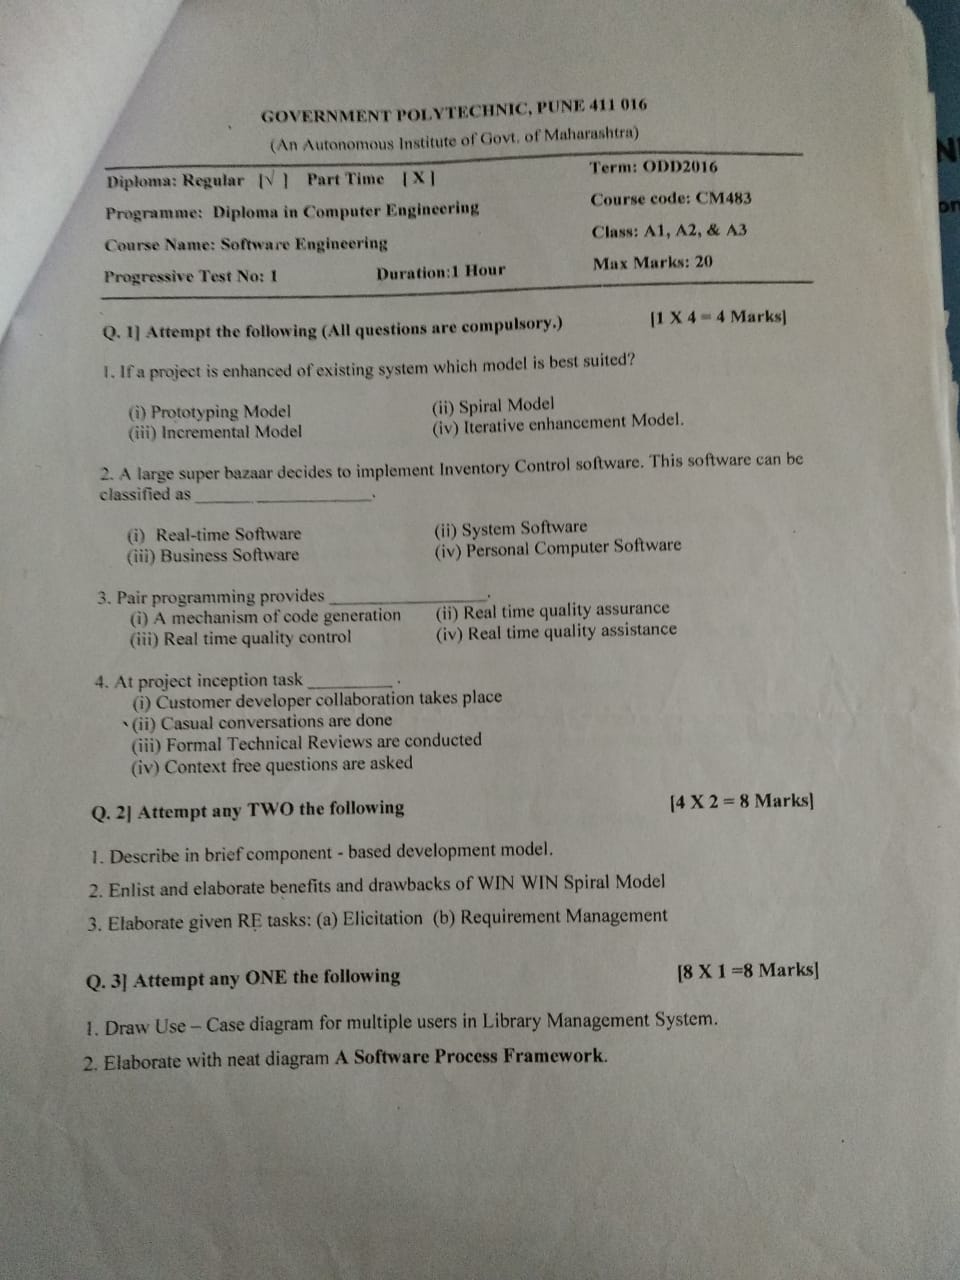 GOVERNMENT POLYTECHNIC, PUNE 411 016
(An Autonomous Institute of Govt. of Maharashtra)
Diploma: Regular [√ ] Part Time [ X ] Term: ODD2016
Programme: Diploma in Computer Engineering Course code: CM483
Course Name: Software Engineering Class: A1, A2, & A3
Progressive Test No: 1 Duration:1 Hour Max Marks: 20
Q. 1] Attempt the following (All questions are compulsory.) [1 X 4 = 4 Marks]
1. If a project is enhanced of existing system which model is best suited?
(i) Prototyping Model (ii) Spiral Model
(iii) Incremental Model (iv) Iterative enhancement Model.
2. A large super bazaar decides to implement Inventory Control software. This software can be
classified as ______ ____________.
(i) Real-time Software (ii) System Software
(iii) Business Software (iv) Personal Computer Software
3. Pair programming provides ________________.
(i) A mechanism of code generation (ii) Real time quality assurance
(iii) Real time quality control (iv) Real time quality assistance
4. At project inception task _________ .
(i) Customer developer collaboration takes place
(ii) Casual conversations are done
(iii) Formal Technical Reviews are conducted
(iv) Context free questions are asked
Q. 2] Attempt any TWO the following [4 X 2 = 8 Marks]
1. Describe in brief component - based development model.
2. Enlist and elaborate benefits and drawbacks of WIN WIN Spiral Model
3. Elaborate given RE tasks: (a) Elicitation (b) Requirement Management
Q. 3] Attempt any ONE the following [8 X 1 =8 Marks]
1. Draw Use – Case diagram for multiple users in Library Management System.
2. Elaborate with neat diagram A Software Process Framework.